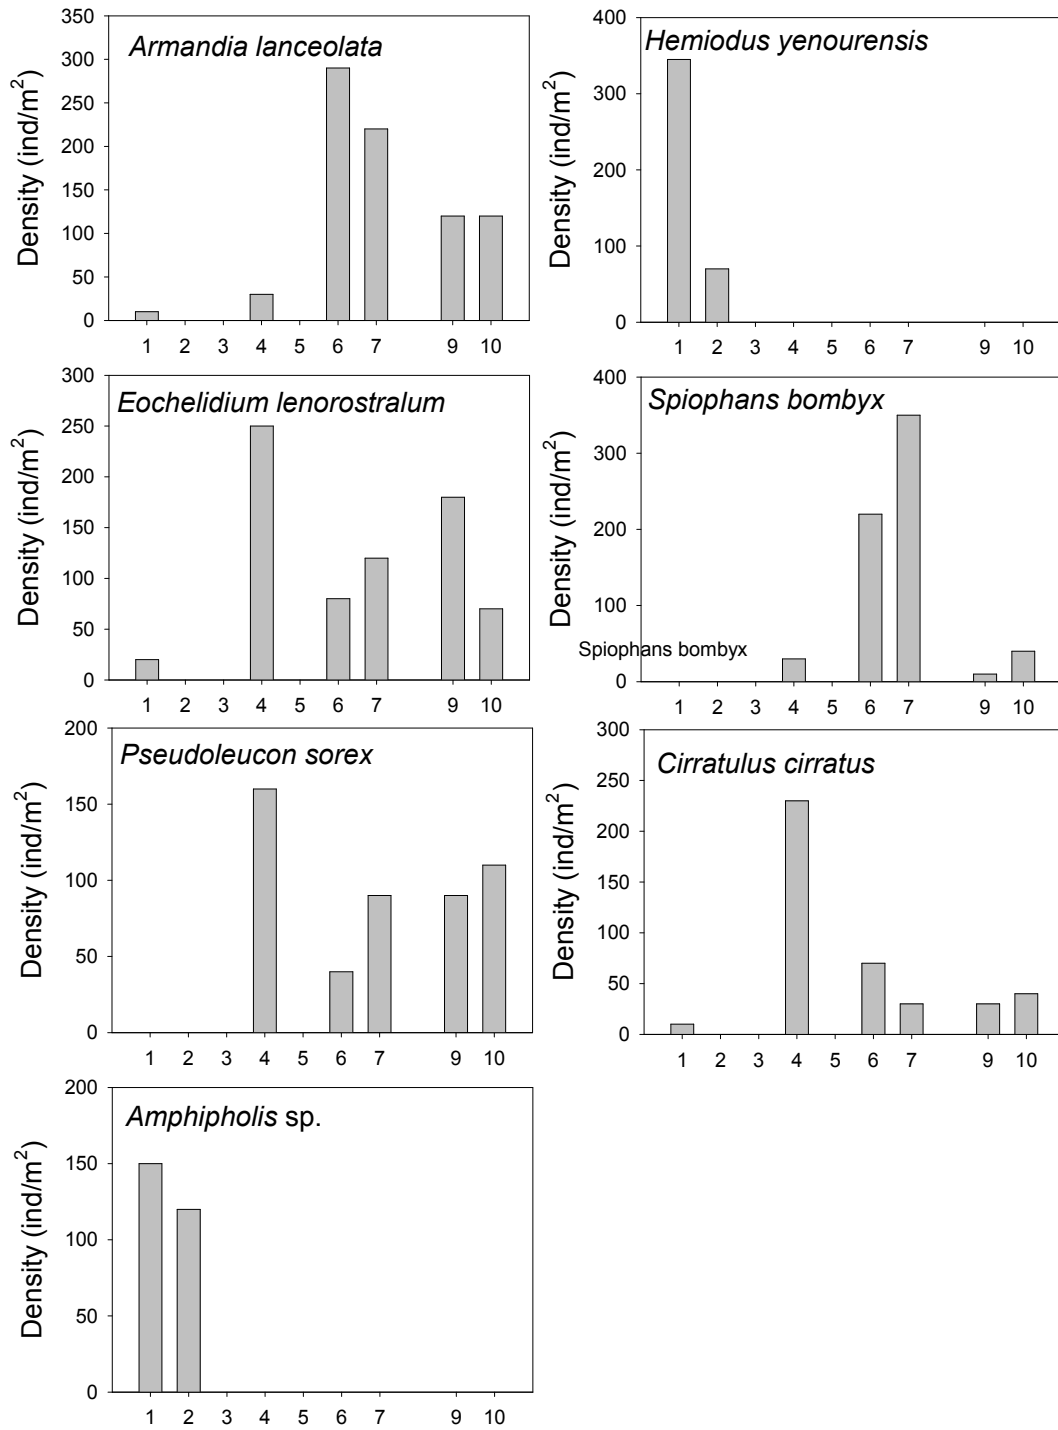 Armandia lanceolata
Density (ind/m²)
350
300
250
200
150
100
50
0
1 2 3 4 5 6 7 9 10
Hemiodus yenourensis
Density (ind/m²)
400
300
200
100
0
1 2 3 4 5 6 7 9 10
Eochelidium lenorostralum
Density (ind/m²)
300
250
200
150
100
50
0
1 2 3 4 5 6 7 9 10
Spiophans bombyx
Density (ind/m²)
400
300
200
100
Spiophans bombyx
0
1 2 3 4 5 6 7 9 10
Pseudoleucon sorex
Density (ind/m²)
200
150
100
50
0
1 2 3 4 5 6 7 9 10
Cirratulus cirratus
Density (ind/m²)
300
250
200
150
100
50
0
1 2 3 4 5 6 7 9 10
Amphipholis sp.
Density (ind/m²)
200
150
100
50
0
1 2 3 4 5 6 7 9 10